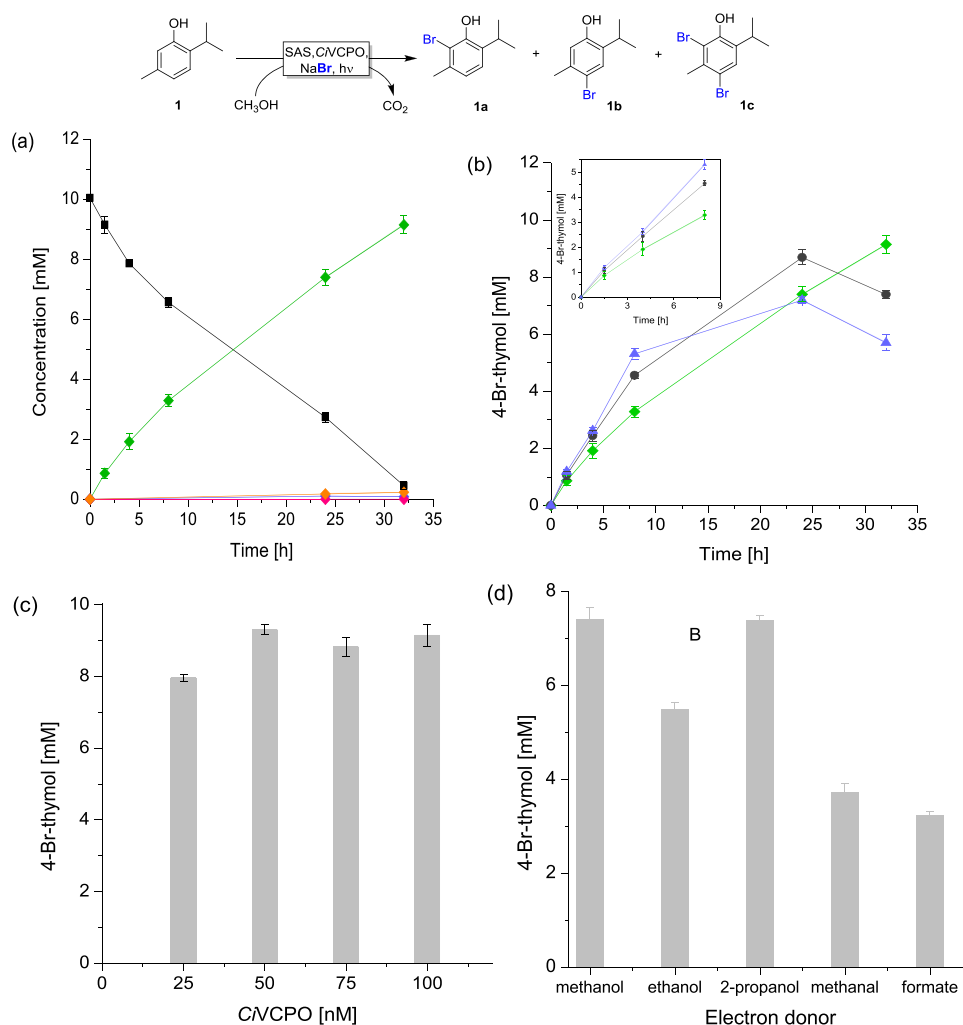 OH
1
SAS,CiVCPO,
NaBr, hν
CH3OH
CO2
Br
OH
1a
+
OH
Br
1b
+
Br
OH
Br
1c
(a)
12
10
8
6
4
2
0
Concentration [mM]
0 5 10 15 20 25 30 35
Time [h]
(b)
12
10
8
6
4
2
0
4-Br-thymol [mM]
0 5 10 15 20 25 30 35
Time [h]
5
4
3
2
1
0
4-Br-thymol [mM]
0 3 6 9
Time [h]
(c)
10
8
6
4
2
0
4-Br-thymol [mM]
0 25 50 75 100
CiVCPO [nM]
(d)
8
6
4
2
0
4-Br-thymol [mM]
B
methanol ethanol 2-propanol methanal formate
Electron donor